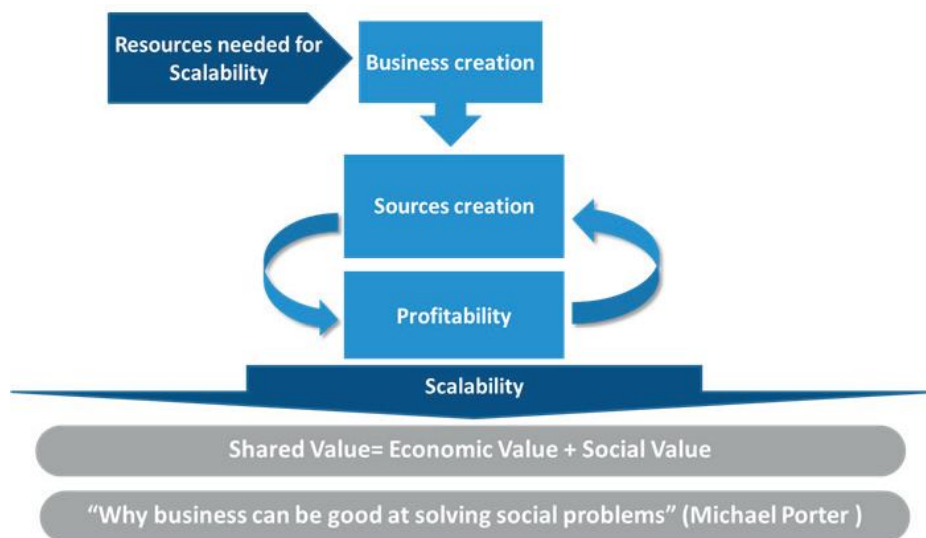 Resources needed for
Scalability
Business creation
Sources creation
Profitability
Scalability
Shared Value= Economic Value + Social Value
“Why business can be good at solving social problems” (Michael Porter )